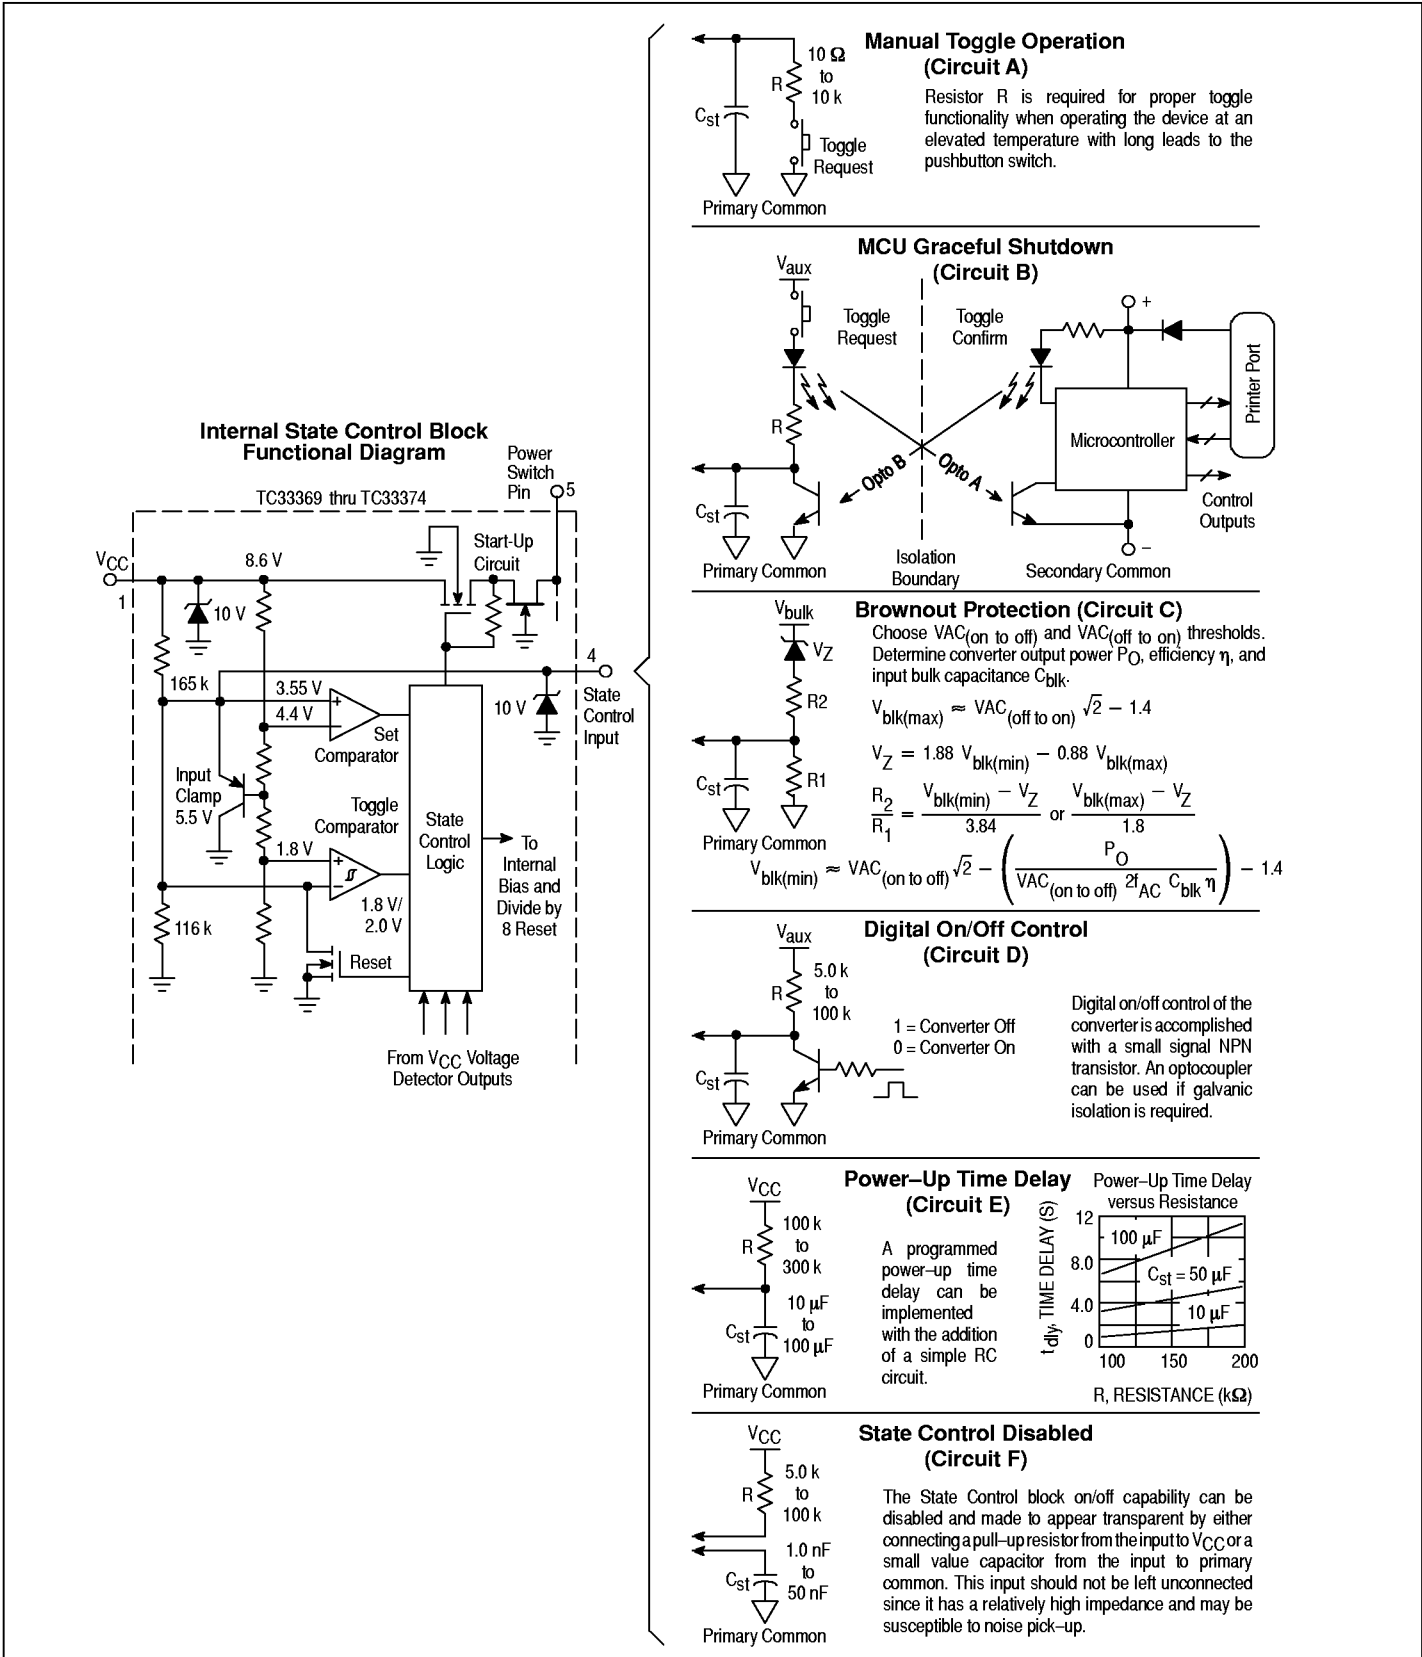 Internal State Control Block
Functional Diagram
Power
Switch
Pin
5
TC33369 thru TC33374
VCC
1
8.6 V
Start-Up
Circuit
10 V
4
State
Control
Input
10 V
165 k
3.55 V
4.4 V
+
−
Set
Comparator
Input
Clamp
5.5 V
Toggle
Comparator
State
Control
Logic
To
Internal
Bias and
Divide by
8 Reset
1.8 V
+
−
1.8 V/
2.0 V
116 k
Reset
From VCC Voltage
Detector Outputs
Manual Toggle Operation
(Circuit A)
10 Ω
to
10 k
R
Cst
Toggle
Request
Primary Common
Resistor R is required for proper toggle
functionality when operating the device at an
elevated temperature with long leads to the
pushbutton switch.
MCU Graceful Shutdown
(Circuit B)
Vaux
Toggle
Request
Toggle
Confirm
+
Printer Port
R
Microcontroller
Opto B
Opto A
Cst
Control
Outputs
−
Primary Common
Isolation
Boundary
Secondary Common
Brownout Protection (Circuit C)
Vbulk
VZ
R2
R1
Cst
Primary Common
Choose VAC(on to off) and VAC(off to on) thresholds.
Determine converter output power PO, efficiency η, and
input bulk capacitance Cblk.
Vblk(max) ≈ VAC(off to on) √2 − 1.4
VZ = 1.88 Vblk(min) − 0.88 Vblk(max)
R2/R1 = (Vblk(min) − VZ)/3.84 or (Vblk(max) − VZ)/1.8
Vblk(min) ≈ VAC(on to off) √2 − (PO/(VAC(on to off) 2fAC Cblk η)) − 1.4
Digital On/Off Control
(Circuit D)
Vaux
5.0 k
to
100 k
R
Cst
1 = Converter Off
0 = Converter On
Primary Common
Digital on/off control of the
converter is accomplished
with a small signal NPN
transistor. An optocoupler
can be used if galvanic
isolation is required.
Power–Up Time Delay
(Circuit E)
VCC
100 k
to
300 k
R
10 μF
to
100 μF
Cst
Primary Common
A programmed
power–up time
delay can be
implemented
with the addition
of a simple RC
circuit.
Power–Up Time Delay
versus Resistance
tdly, TIME DELAY (S)
12
8.0
4.0
0
100 μF
Cst = 50 μF
10 μF
100
150
200
R, RESISTANCE (kΩ)
State Control Disabled
(Circuit F)
VCC
5.0 k
to
100 k
R
1.0 nF
to
50 nF
Cst
Primary Common
The State Control block on/off capability can be
disabled and made to appear transparent by either
connecting a pull–up resistor from the input to VCC or a
small value capacitor from the input to primary
common. This input should not be left unconnected
since it has a relatively high impedance and may be
susceptible to noise pick–up.